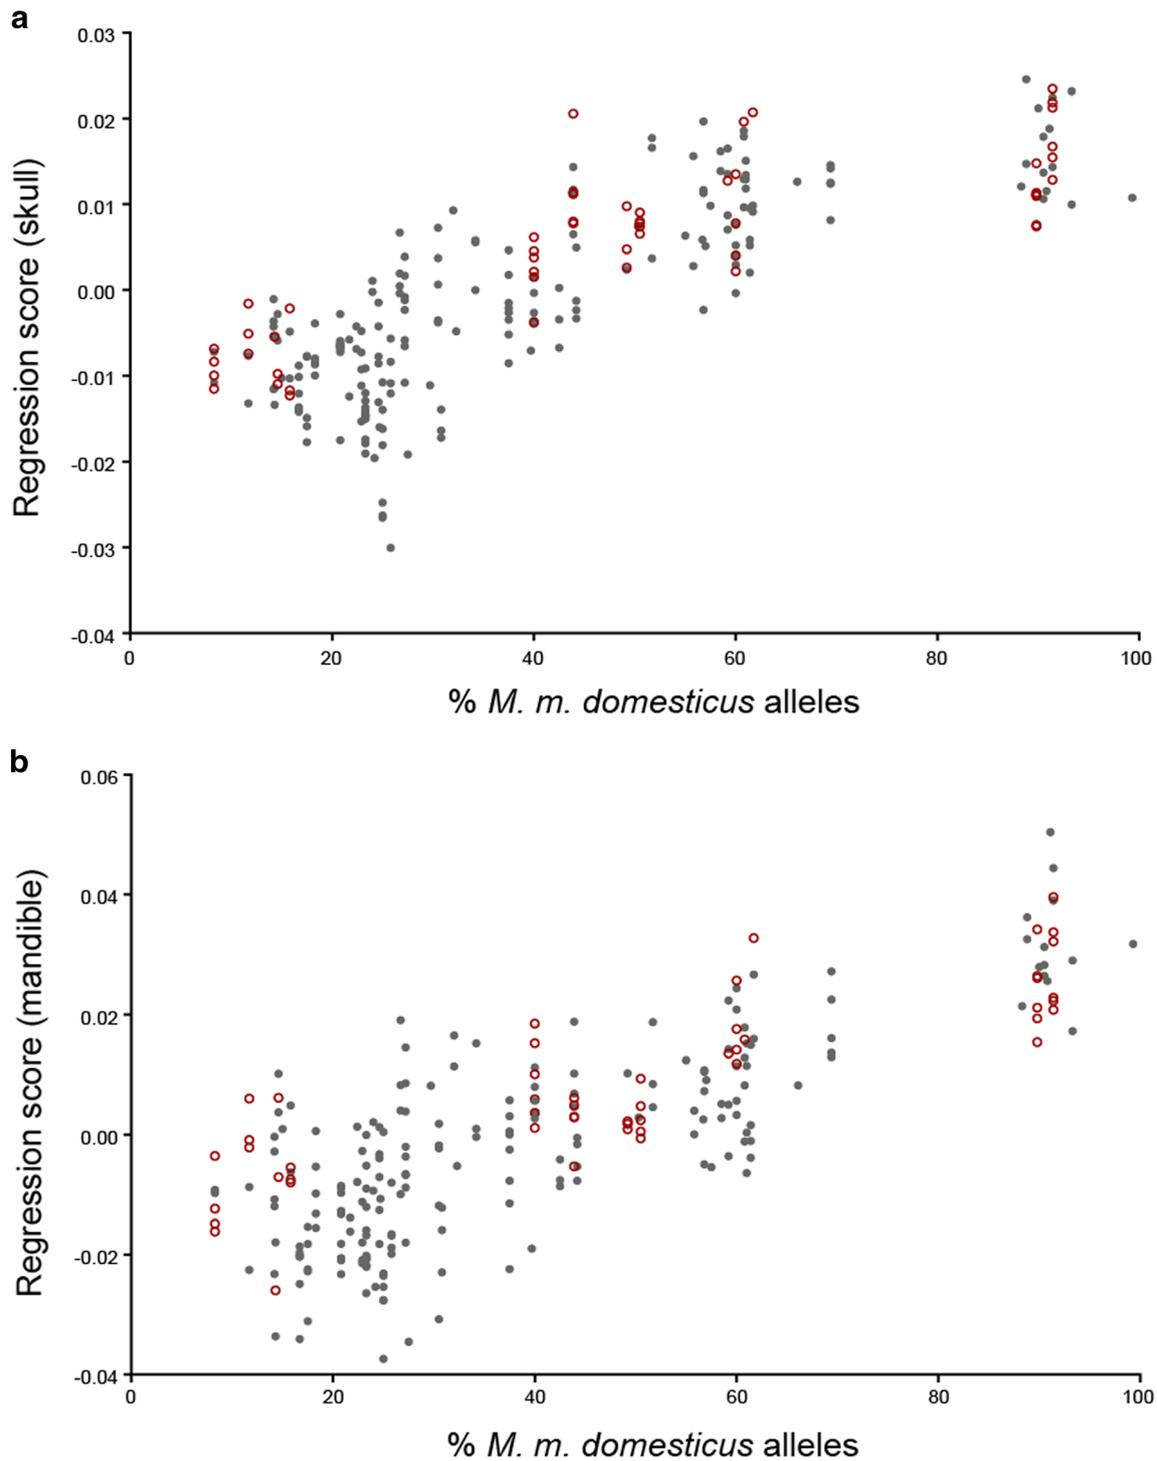 a
0.03
0.02
0.01
0.00
-0.01
-0.02
-0.03
-0.04
Regression score (skull)
0 20 40 60 80 100
% M. m. domesticus alleles
b
0.06
0.04
0.02
0.00
-0.02
-0.04
Regression score (mandible)
0 20 40 60 80 100
% M. m. domesticus alleles